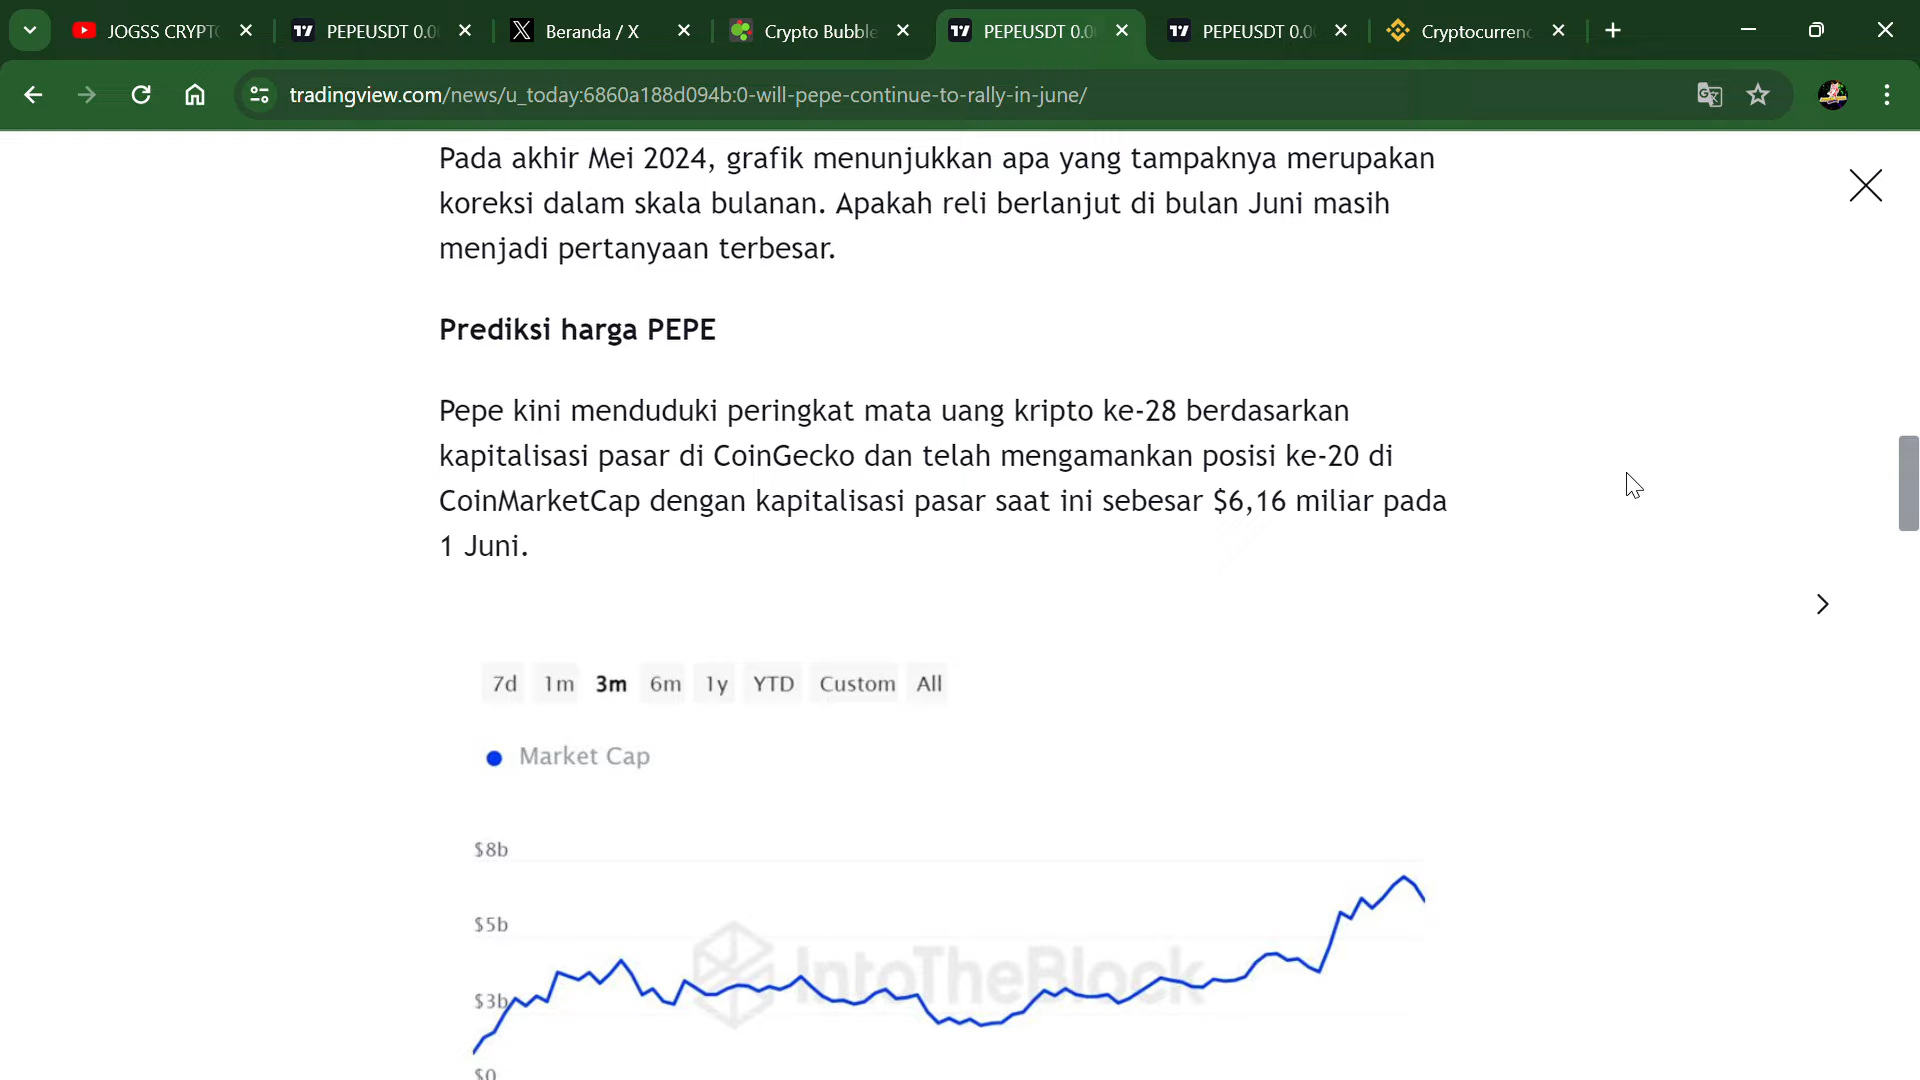 JOGSS CRYPTO
PEPEUSDT 0.0
Beranda / X
Crypto Bubble
PEPEUSDT 0.0
PEPEUSDT 0.0
Cryptocurren
tradingview.com/news/u_today:6860a188d094b:0-will-pepe-continue-to-rally-in-june/
Pada akhir Mei 2024, grafik menunjukkan apa yang tampaknya merupakan
koreksi dalam skala bulanan. Apakah reli berlanjut di bulan Juni masih
menjadi pertanyaan terbesar.
Prediksi harga PEPE
Pepe kini menduduki peringkat mata uang kripto ke-28 berdasarkan
kapitalisasi pasar di CoinGecko dan telah mengamankan posisi ke-20 di
CoinMarketCap dengan kapitalisasi pasar saat ini sebesar $6,16 miliar pada
1 Juni.
7d 1m 3m 6m 1y YTD Custom All
Market Cap
$8b
$5b
IntoTheBlock
$3b
$0